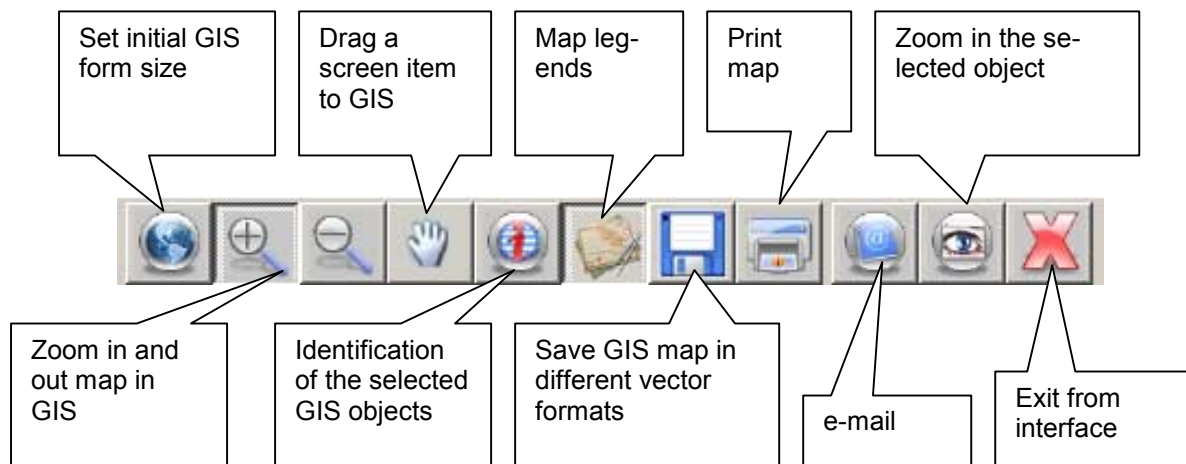 Set initial GIS
form size
Drag a
screen item
to GIS
Map leg-
ends
Print
map
Zoom in the se-
lected object
Zoom in and
out map in
GIS
Identification
of the selected
GIS objects
Save GIS map in
different vector
formats
e-mail
Exit from
interface